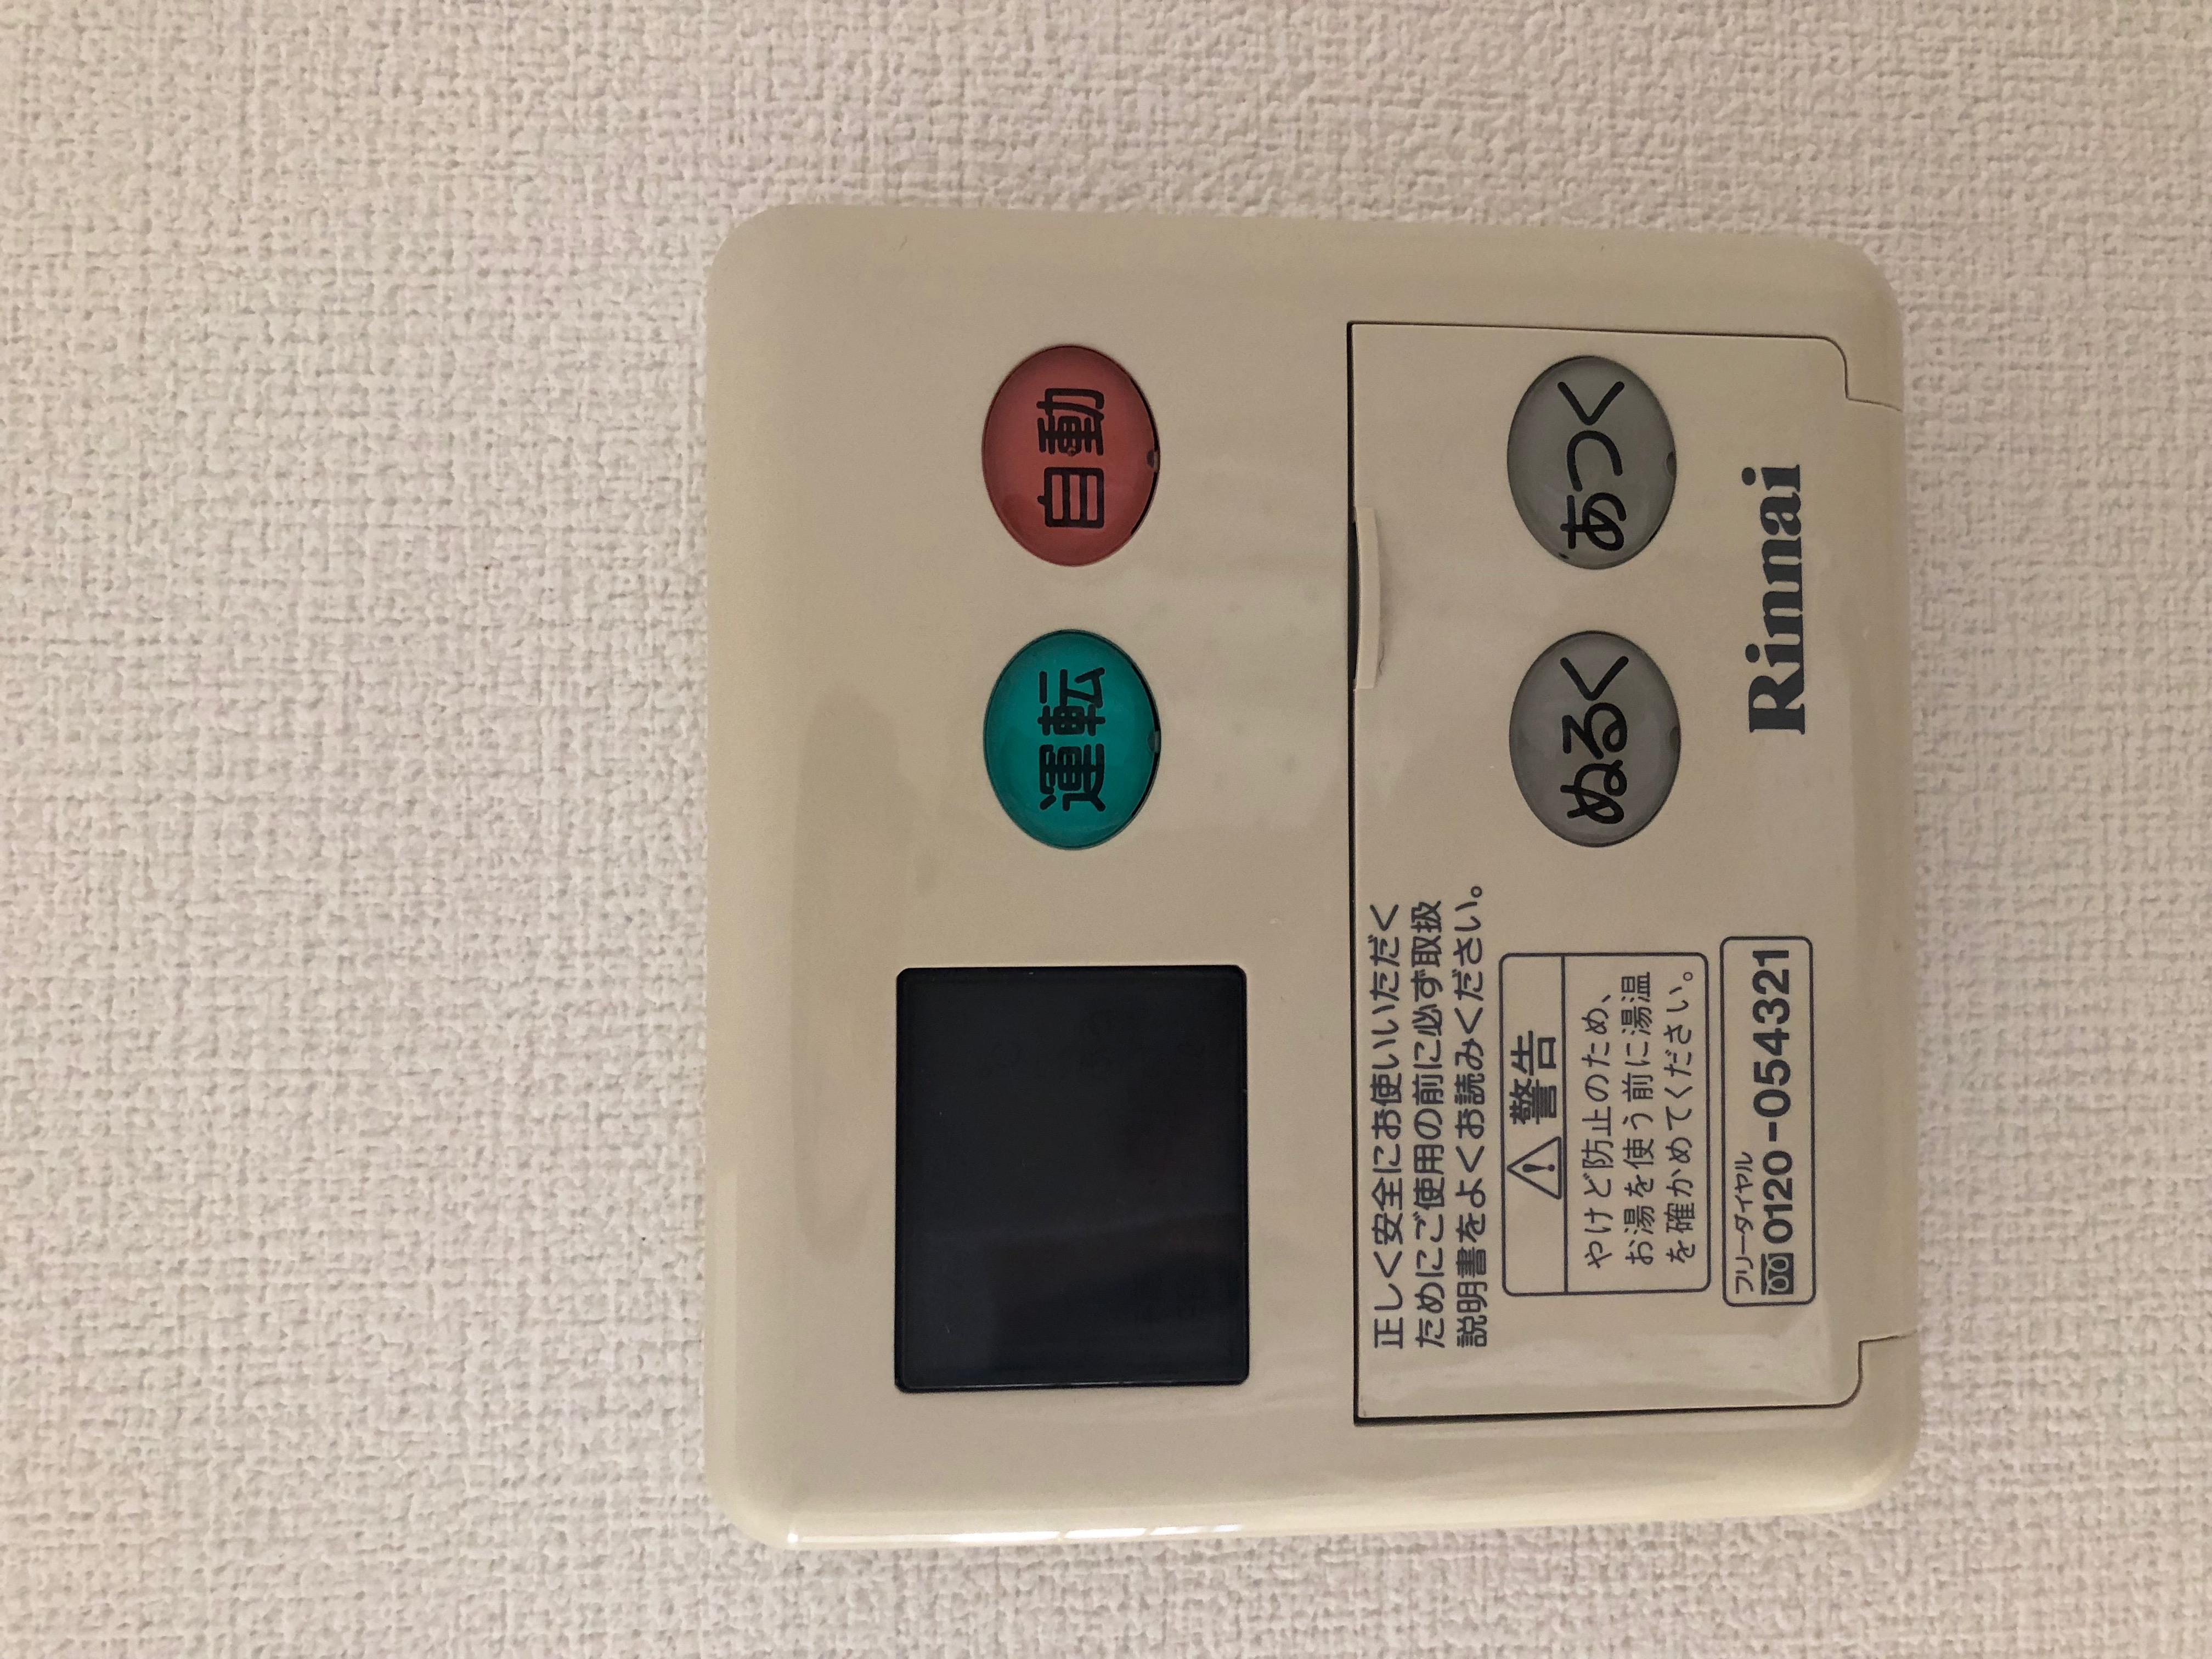 運転
自動
正しく安全にお使いいただく
ためにご使用の前に必ず取扱
説明書をよくお読みください。
警告
やけど防止のため、
お湯を使う前に湯温
を確かめてください。
フリーダイヤル
0120-054321
ぬるく
あつく
Rinnai